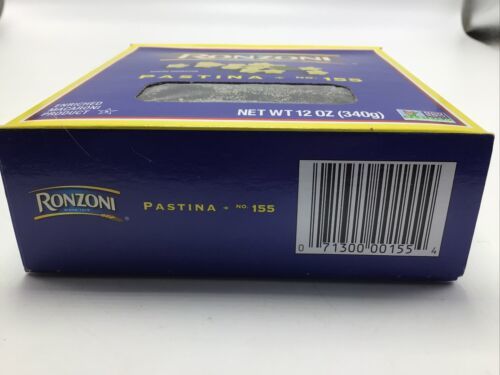 RONZONI
PASTINA • NO. 155
ENRICHED
MACARONI
PRODUCT
NET WT 12 OZ (340g)
RONZONI
PASTINA • NO. 155
0 71300 00155 4